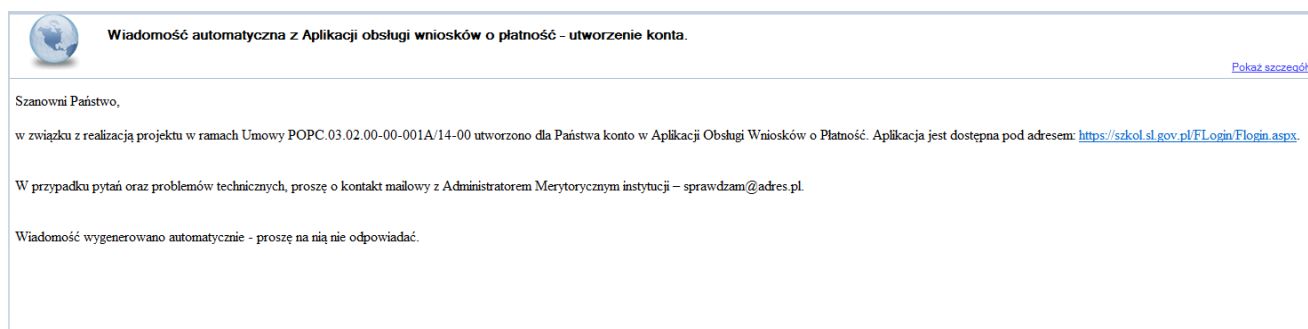 Wiadomość automatyczna z Aplikacji obsługi wniosków o płatność - utworzenie konta.
Pokaż szczegół
Szanowni Państwo,
w związku z realizacją projektu w ramach Umowy POPC.03.02.00-00-001A/14-00 utworzono dla Państwa konto w Aplikacji Obsługi Wniosków o Płatność. Aplikacja jest dostępna pod adresem: https://szkol.sl.gov.pl/FLogin/Flogin.aspx.
W przypadku pytań oraz problemów technicznych, proszę o kontakt mailowy z Administratorem Merytorycznym instytucji – sprawdzam@adres.pl.
Wiadomość wygenerowano automatycznie - proszę na nią nie odpowiadać.